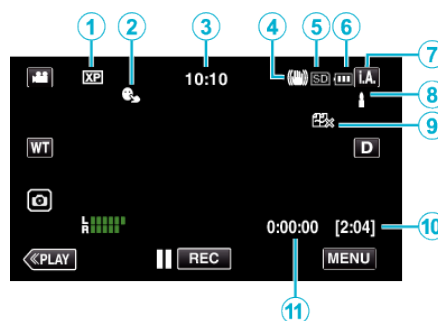 1 2 3 4 5 6 7
XP 10:10 SD i.A.
8
9
WT D
L
R
0:00:00 [2:04] 10
PLAY REC MENU
11